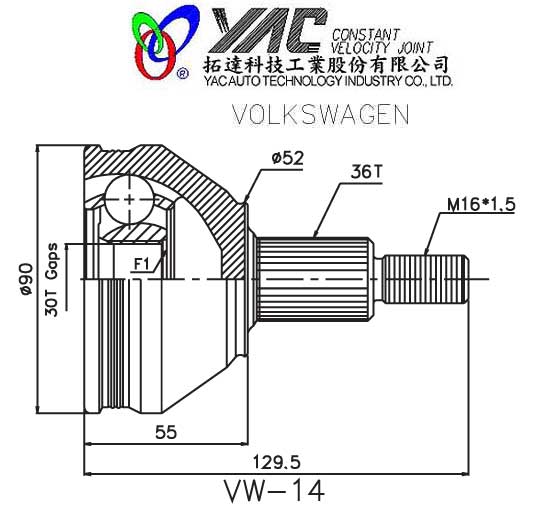 YAC CONSTANT
VELOCITY JOINT
®
拓達科技工業股份有限公司
YAC AUTO TECHNOLOGY INDUSTRY CO., LTD.
VOLKSWAGEN
ø52
36T
M16*1,5
ø90
30T Gaps
F1
55
129.5
VW-14